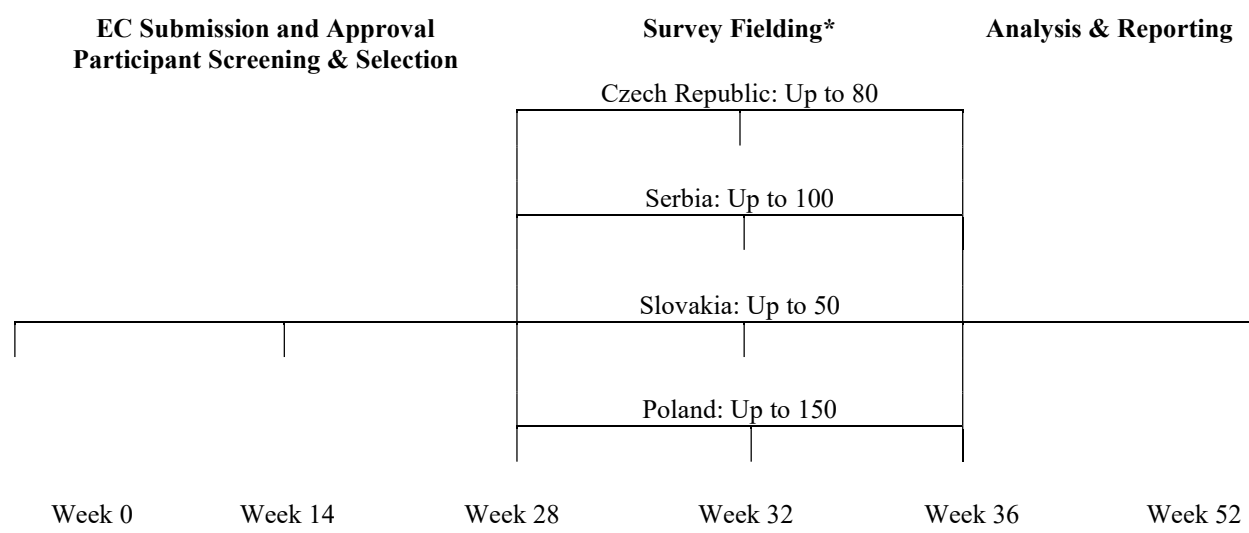 EC Submission and Approval
Participant Screening & Selection
Survey Fielding*
Analysis & Reporting
Czech Republic: Up to 80
Serbia: Up to 100
Slovakia: Up to 50
Poland: Up to 150
Week 0 Week 14 Week 28 Week 32 Week 36 Week 52